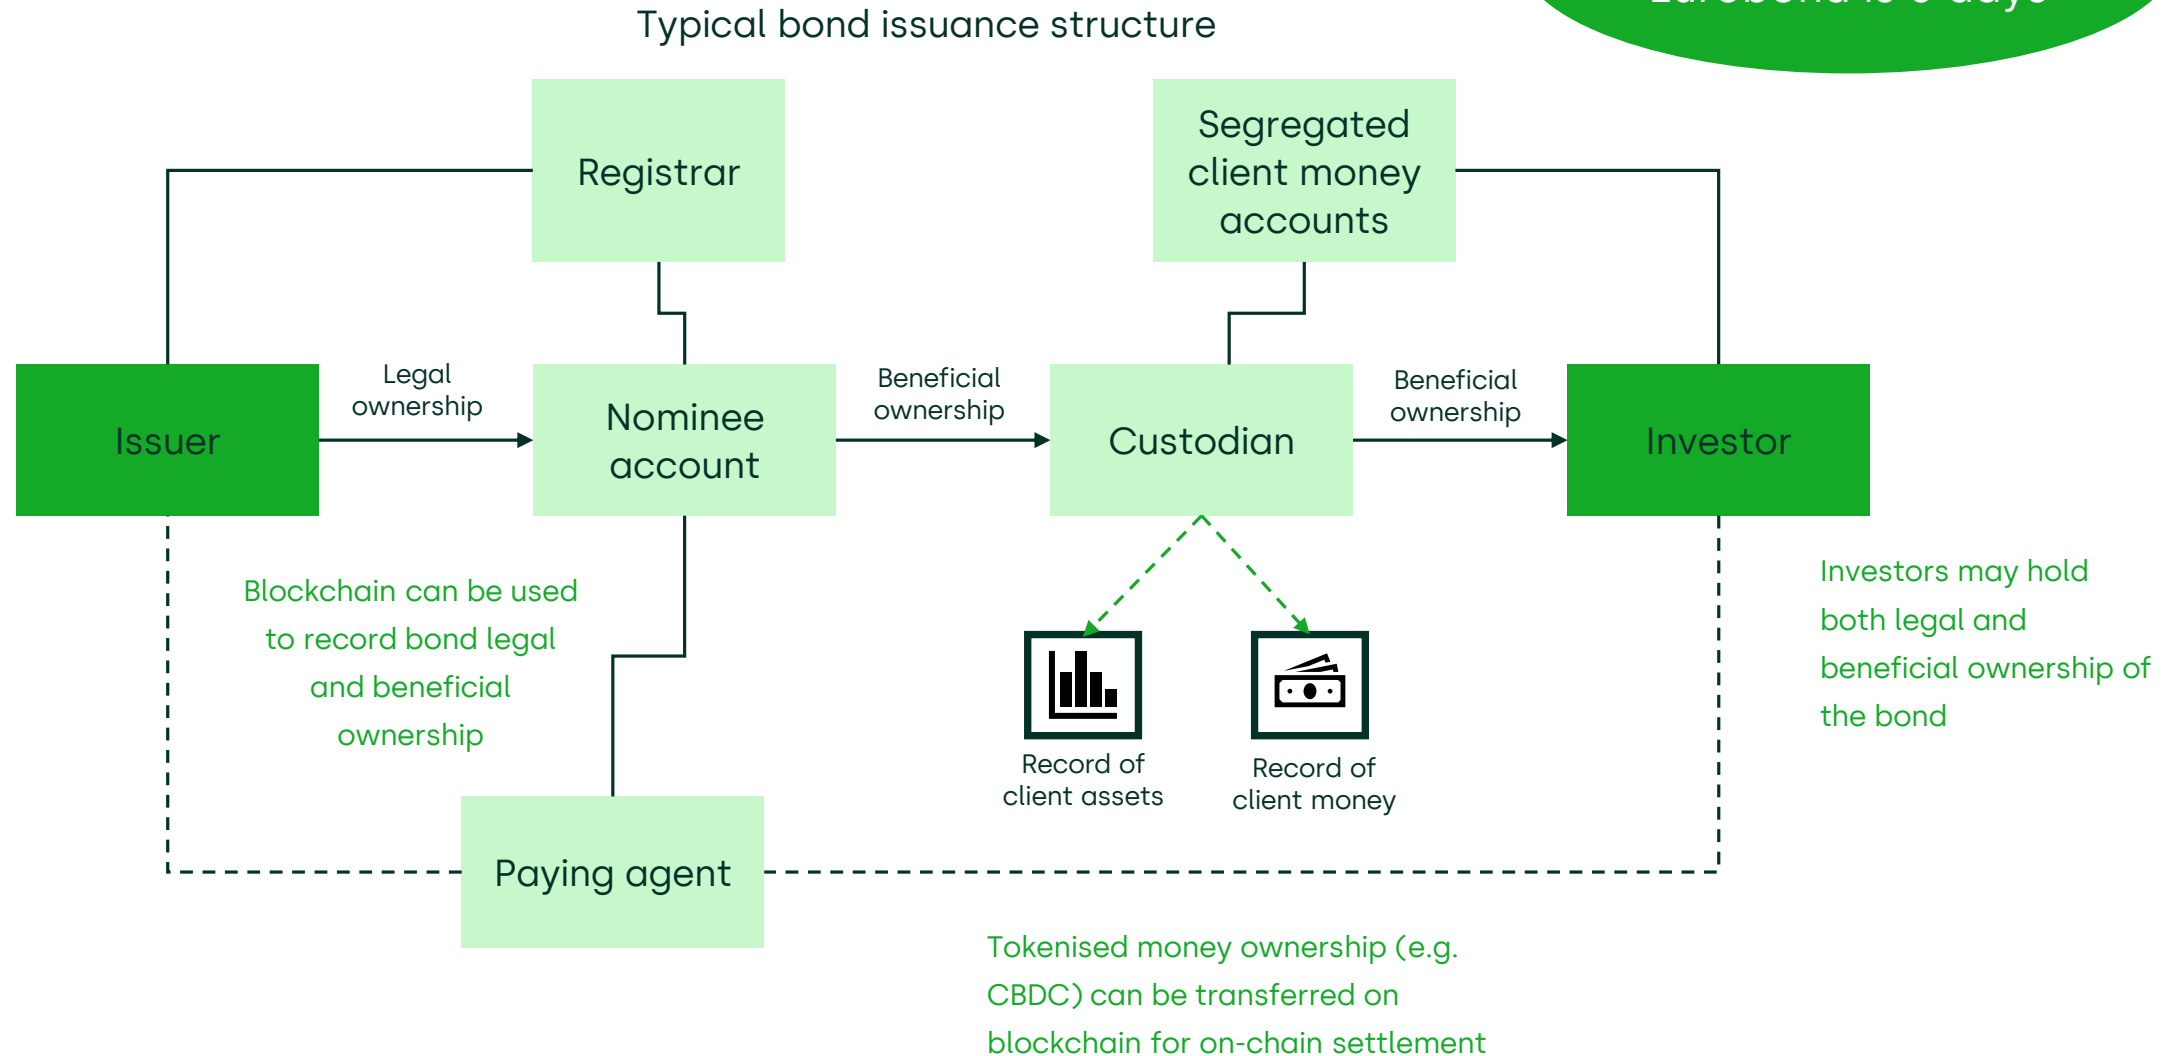 Typical bond issuance structure
Registrar
Segregated
client money
accounts
Issuer
Legal
ownership
Nominee
account
Beneficial
ownership
Custodian
Beneficial
ownership
Investor
Blockchain can be used
to record bond legal
and beneficial
ownership
Investors may hold
both legal and
beneficial ownership of
the bond
Record of
client assets
Record of
client money
Paying agent
Tokenised money ownership (e.g.
CBDC) can be transferred on
blockchain for on-chain settlement